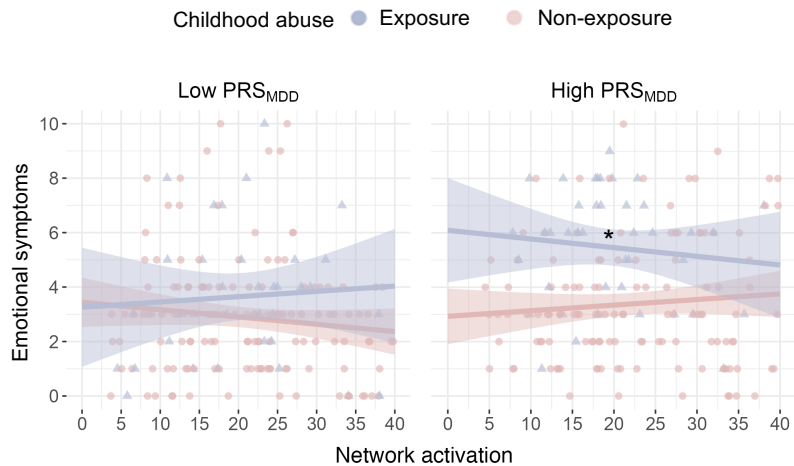 Childhood abuse Exposure Non-exposure
Low PRSMDD High PRSMDD
Emotional symptoms
10
8
6
4
2
0
*
0 5 10 15 20 25 30 35 40 0 5 10 15 20 25 30 35 40
Network activation